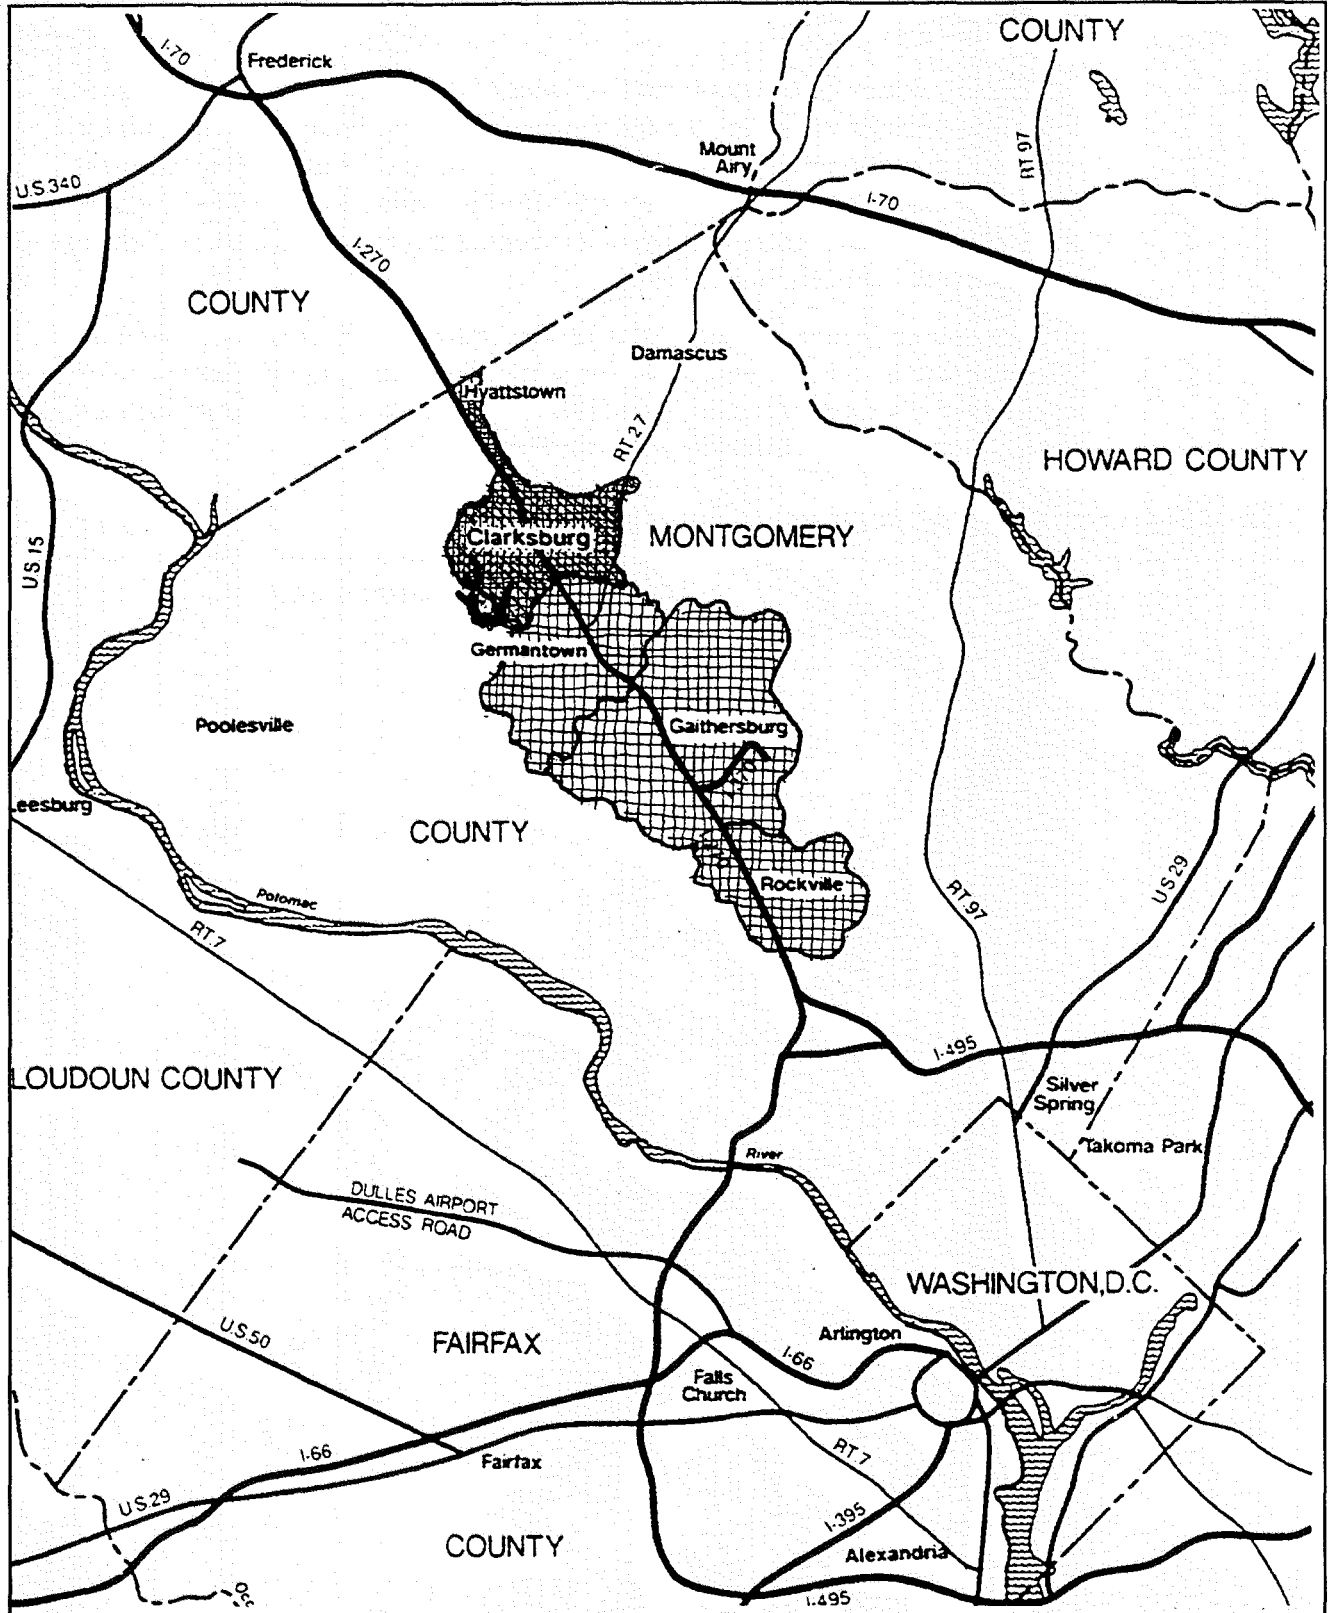 COUNTY
I-70
Frederick
RT 97
Mount
Airy
U.S.340
I-70
I-270
COUNTY
Damascus
Hyattstown
RT.27
HOWARD COUNTY
Clarksburg
MONTGOMERY
U.S.15
Germantown
Poolesville
Gaithersburg
eesburg
COUNTY
Rockville
U.S.29
Potomac
RT.97
RT.7
I-495
LOUDOUN COUNTY
Silver
Spring
Takoma Park
River
DULLES AIRPORT
ACCESS ROAD
WASHINGTON,D.C.
U.S.50
FAIRFAX
Arlington
I-66
Falls
Church
RT.7
I-66
Fairfax
U.S.29
I-395
COUNTY
Alexandria
I-495
Occ